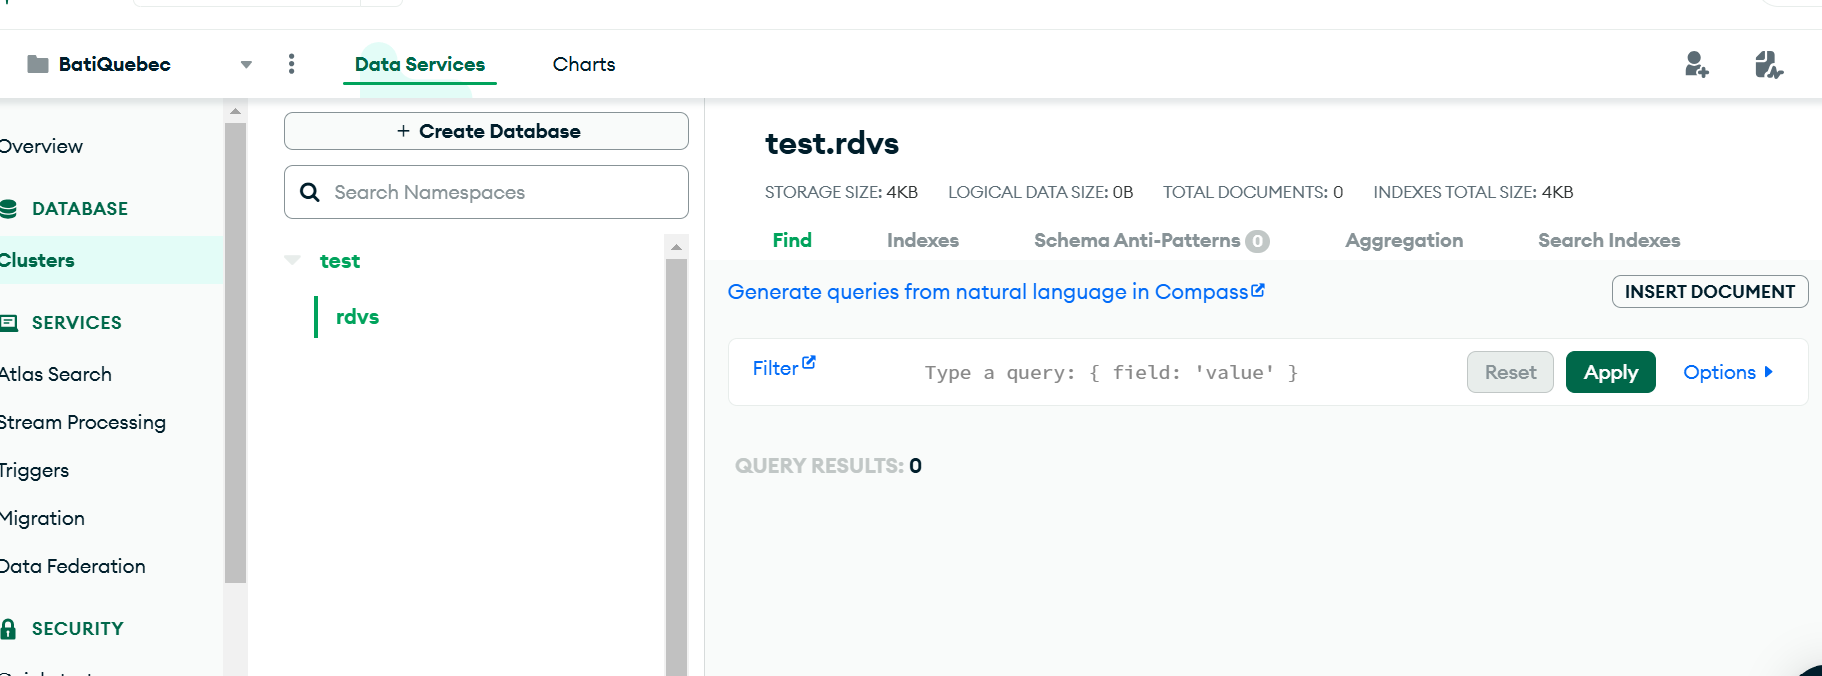 BatiQuebec
Data Services
Charts
Overview
DATABASE
Clusters
SERVICES
Atlas Search
Stream Processing
Triggers
Migration
Data Federation
SECURITY
+ Create Database
Search Namespaces
test
rdvs
test.rdvs
STORAGE SIZE: 4KB LOGICAL DATA SIZE: 0B TOTAL DOCUMENTS: 0 INDEXES TOTAL SIZE: 4KB
Find Indexes Schema Anti-Patterns 0 Aggregation Search Indexes
Generate queries from natural language in Compass
INSERT DOCUMENT
Filter
Type a query: { field: 'value' }
Reset
Apply
Options
QUERY RESULTS: 0